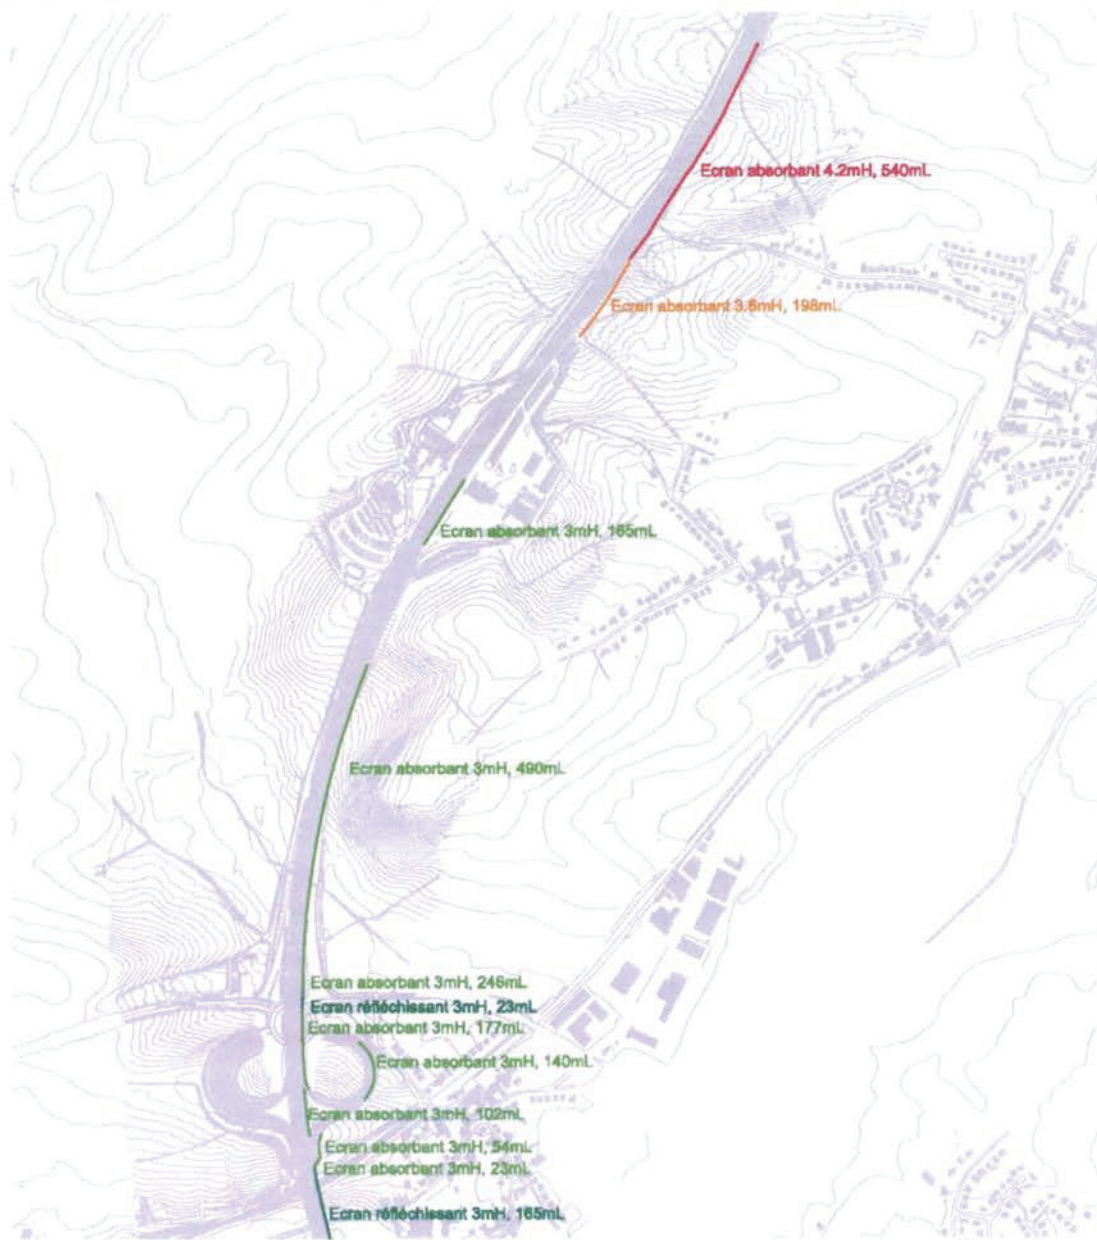 Ecran absorbant 4.2mH, 540mL
Ecran absorbant 3.6mH, 198mL
Ecran absorbant 3mH, 165mL
Ecran absorbant 3mH, 490mL
Ecran absorbant 3mH, 246mL
Ecran réfléchissant 3mH, 23mL
Ecran absorbant 3mH, 177mL
Ecran absorbant 3mH, 140mL
Ecran absorbant 3mH, 102mL
Ecran absorbant 3mH, 54mL
Ecran absorbant 3mH, 23mL
Ecran réfléchissant 3mH, 165mL